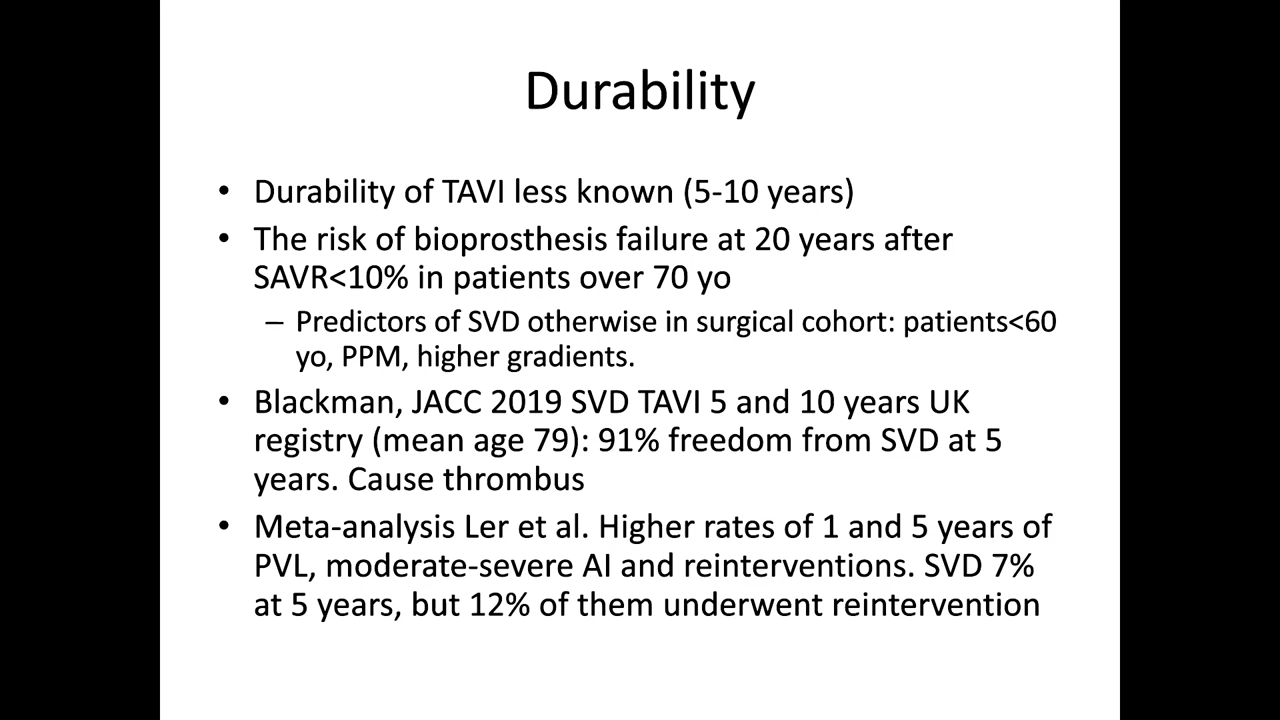 Durability
• Durability of TAVI less known (5-10 years)
• The risk of bioprosthesis failure at 20 years after
SAVR<10% in patients over 70 yo
– Predictors of SVD otherwise in surgical cohort: patients<60
yo, PPM, higher gradients.
• Blackman, JACC 2019 SVD TAVI 5 and 10 years UK
registry (mean age 79): 91% freedom from SVD at 5
years. Cause thrombus
• Meta-analysis Ler et al. Higher rates of 1 and 5 years of
PVL, moderate-severe AI and reinterventions. SVD 7%
at 5 years, but 12% of them underwent reintervention